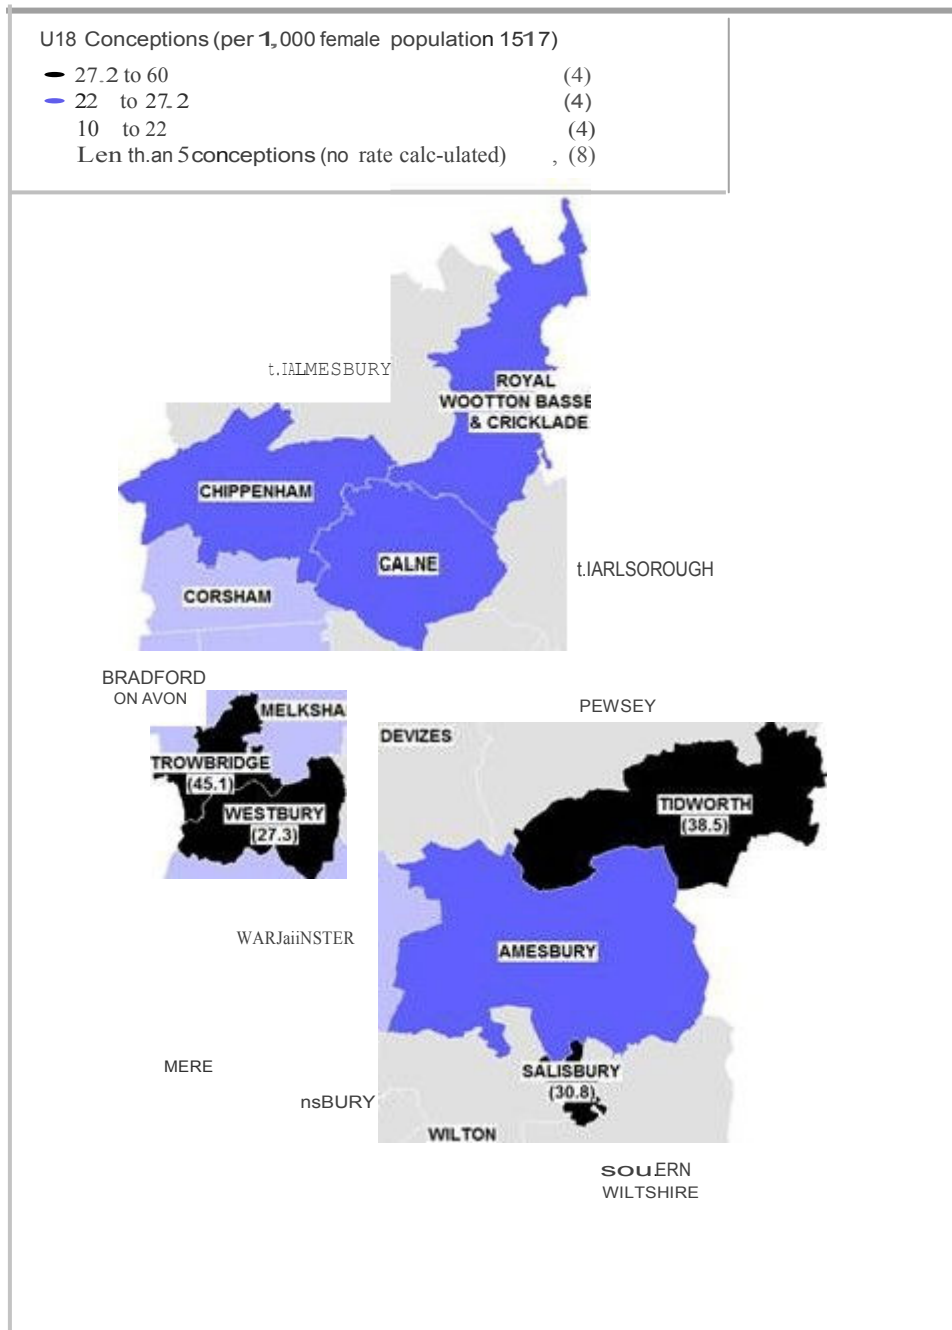 U18 Conceptions (per 1,000 female population 1517)
27.2 to 60 (4)
22 to 27.2 (4)
10 to 22 (4)
Len th.an 5conceptions (no rate calc-ulated) , (8)
t.IALMESBURY
ROYAL
WOOTTON BASSE
& CRICKLADE
CHIPPENHAM
CALNE
t.IARLSOROUGH
CORSHAM
BRADFORD
ON AVON
MELKSHA
PEWSEY
DEVIZES
TROWBRIDGE
(45.1)
TIDWORTH
(38.5)
WESTBURY
(27.3)
WARJaiiNSTER
AMESBURY
MERE
SALISBURY
(30.8)
nsBURY
WILTON
sou.ERN
WILTSHIRE